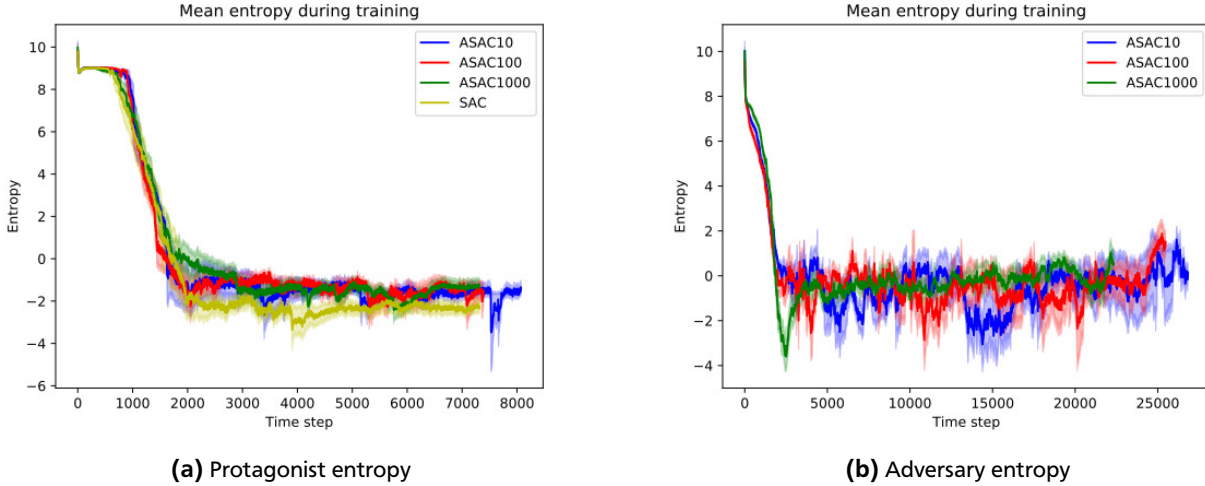 Mean entropy during training
10
8
6
4
2
0
−2
−4
−6
Entropy
ASAC10
ASAC100
ASAC1000
SAC
0 1000 2000 3000 4000 5000 6000 7000 8000
Time step
(a) Protagonist entropy
Mean entropy during training
10
8
6
4
2
0
−2
−4
Entropy
ASAC10
ASAC100
ASAC1000
0 5000 10000 15000 20000 25000
Time step
(b) Adversary entropy